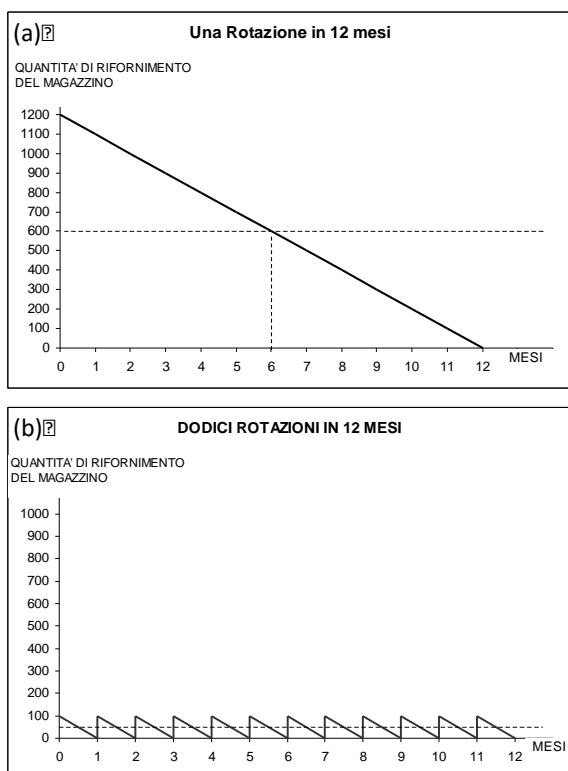 (a)⍰
Una Rotazione in 12 mesi
QUANTITA' DI RIFORNIMENTO
DEL MAGAZZINO
1200
1100
1000
900
800
700
600
500
400
300
200
100
0
0 1 2 3 4 5 6 7 8 9 10 11 12
MESI
(b)⍰
DODICI ROTAZIONI IN 12 MESI
QUANTITA' DI RIFORNIMENTO
DEL MAGAZZINO
1000
900
800
700
600
500
400
300
200
100
0
0 1 2 3 4 5 6 7 8 9 10 11 12
MESI